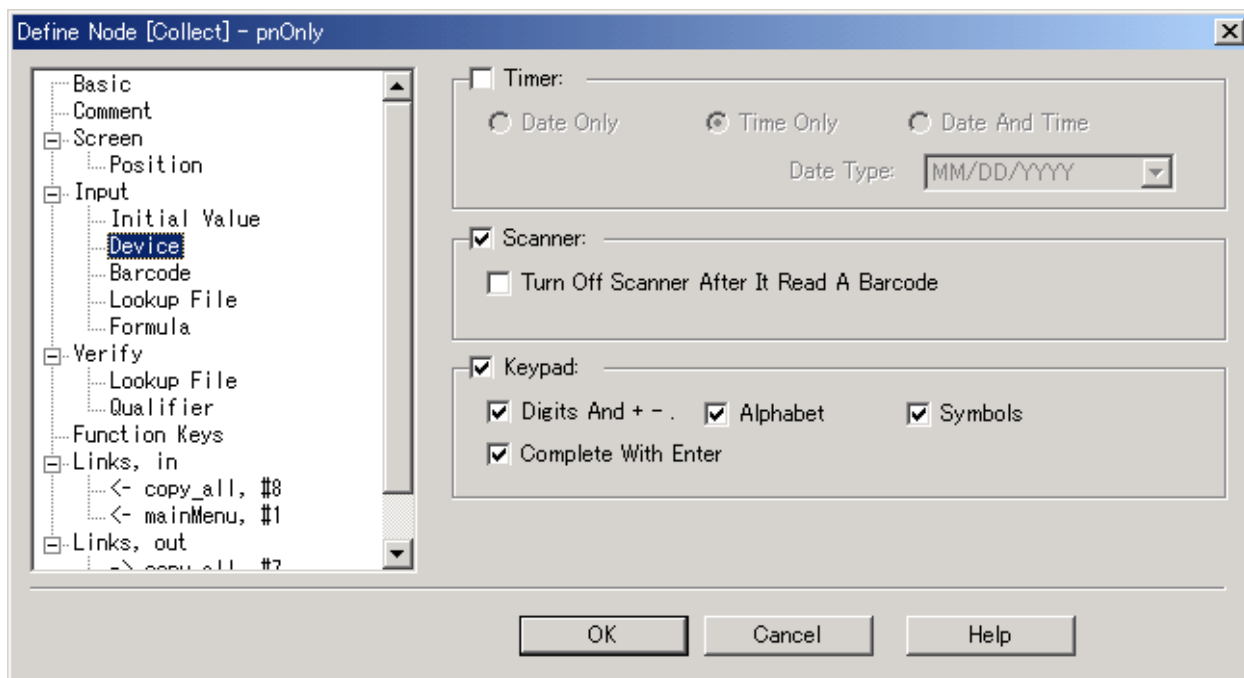 Define Node [Collect] - pnOnly
Basic
Comment
Screen
Position
Input
Initial Value
Device
Barcode
Lookup File
Formula
Verify
Lookup File
Qualifier
Function Keys
Links, in
<- copy_all, #8
<- mainMenu, #1
Links, out
-> copy_all, #7
Timer:
Date Only Time Only Date And Time
Date Type: MM/DD/YYYY
Scanner:
Turn Off Scanner After It Read A Barcode
Keypad:
Digits And + - . Alphabet Symbols
Complete With Enter
OK Cancel Help